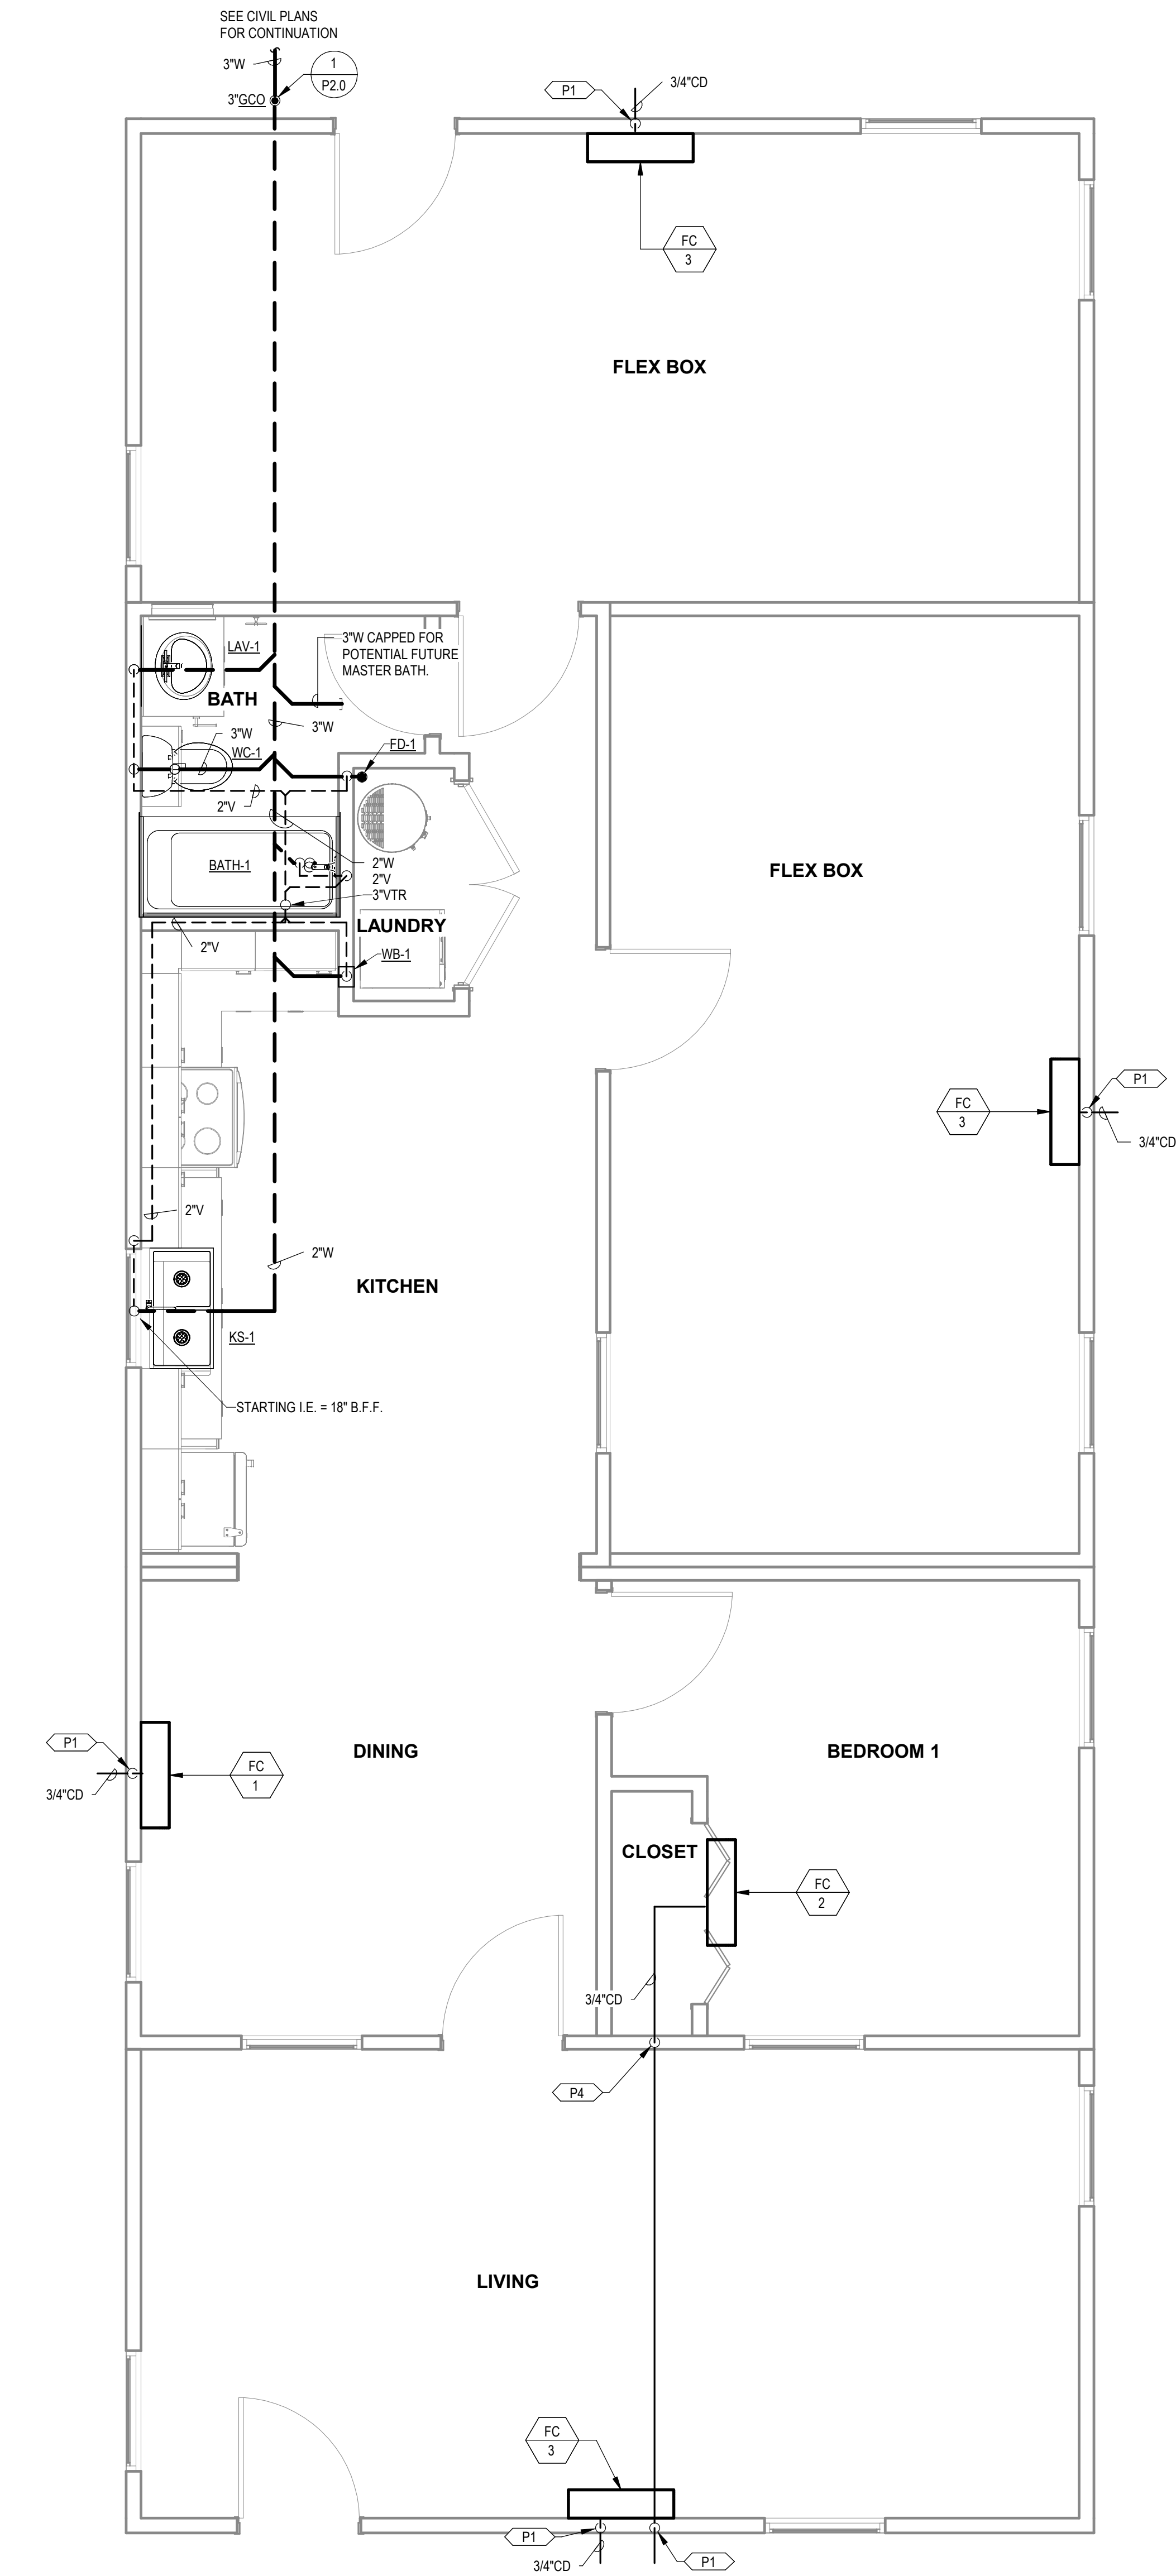 SEE CIVIL PLANS
FOR CONTINUATION
3"W
1
P2.0
3"GCO
P1
3/4"CD
FC
3
FLEX BOX
LAV-1
3"W CAPPED FOR
POTENTIAL FUTURE
MASTER BATH.
BATH
3"W
3"W
WC-1
FD-1
2"V
FLEX BOX
BATH-1
2"W
2"V
3"VTR
LAUNDRY
2"V
WB-1
P1
FC
3
3/4"CD
2"V
2"W
KITCHEN
KS-1
STARTING I.E. = 18" B.F.F.
P1
DINING
BEDROOM 1
FC
1
3/4"CD
CLOSET
FC
2
3/4"CD
P4
LIVING
FC
3
P1
P1
3/4"CD